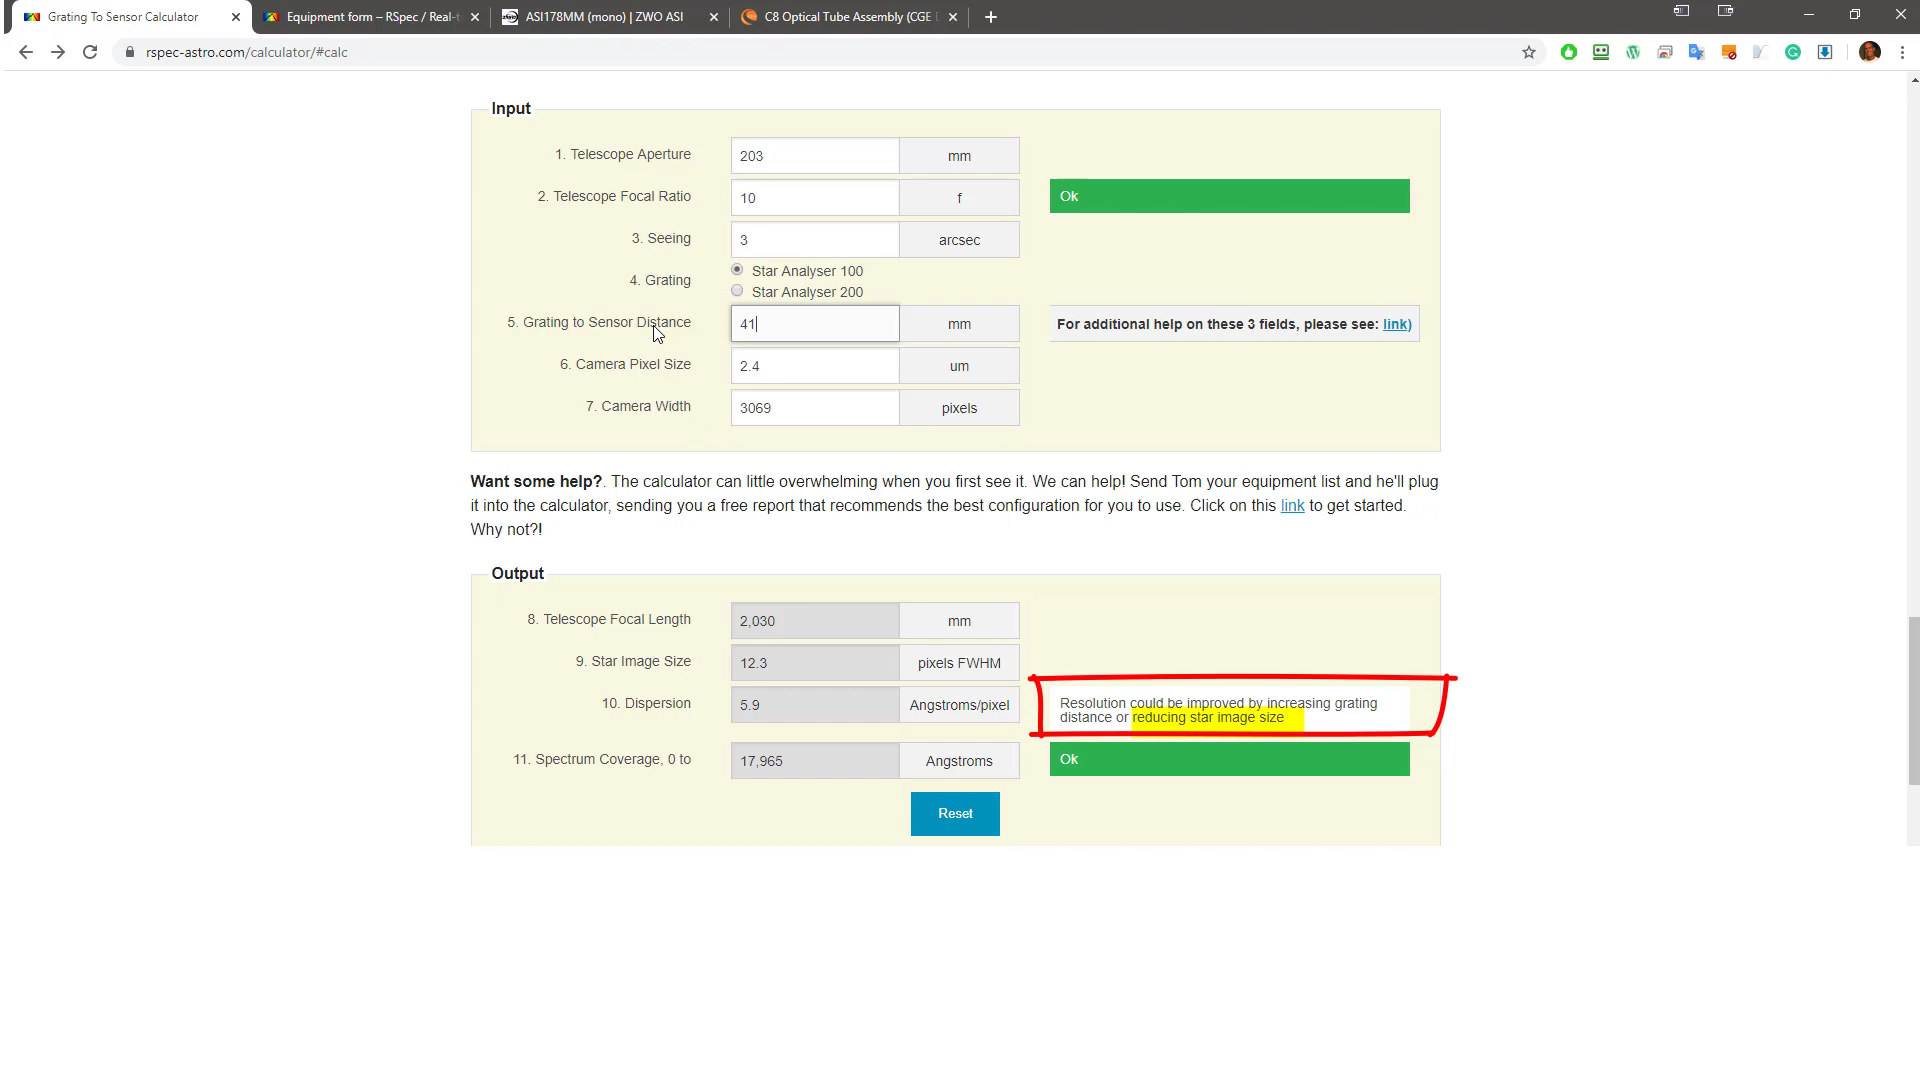 Grating To Sensor Calculator
Equipment form – RSpec / Real-t
ASI178MM (mono) | ZWO ASI
C8 Optical Tube Assembly (CGE
rspec-astro.com/calculator/#calc
Input
1. Telescope Aperture 203 mm
2. Telescope Focal Ratio 10 f Ok
3. Seeing 3 arcsec
4. Grating Star Analyser 100
Star Analyser 200
5. Grating to Sensor Distance 41 mm For additional help on these 3 fields, please see: link)
6. Camera Pixel Size 2.4 um
7. Camera Width 3069 pixels
Want some help?. The calculator can little overwhelming when you first see it. We can help! Send Tom your equipment list and he'll plug
it into the calculator, sending you a free report that recommends the best configuration for you to use. Click on this link to get started.
Why not?!
Output
8. Telescope Focal Length 2,030 mm
9. Star Image Size 12.3 pixels FWHM
10. Dispersion 5.9 Angstroms/pixel Resolution could be improved by increasing grating
distance or reducing star image size
11. Spectrum Coverage, 0 to 17,965 Angstroms Ok
Reset